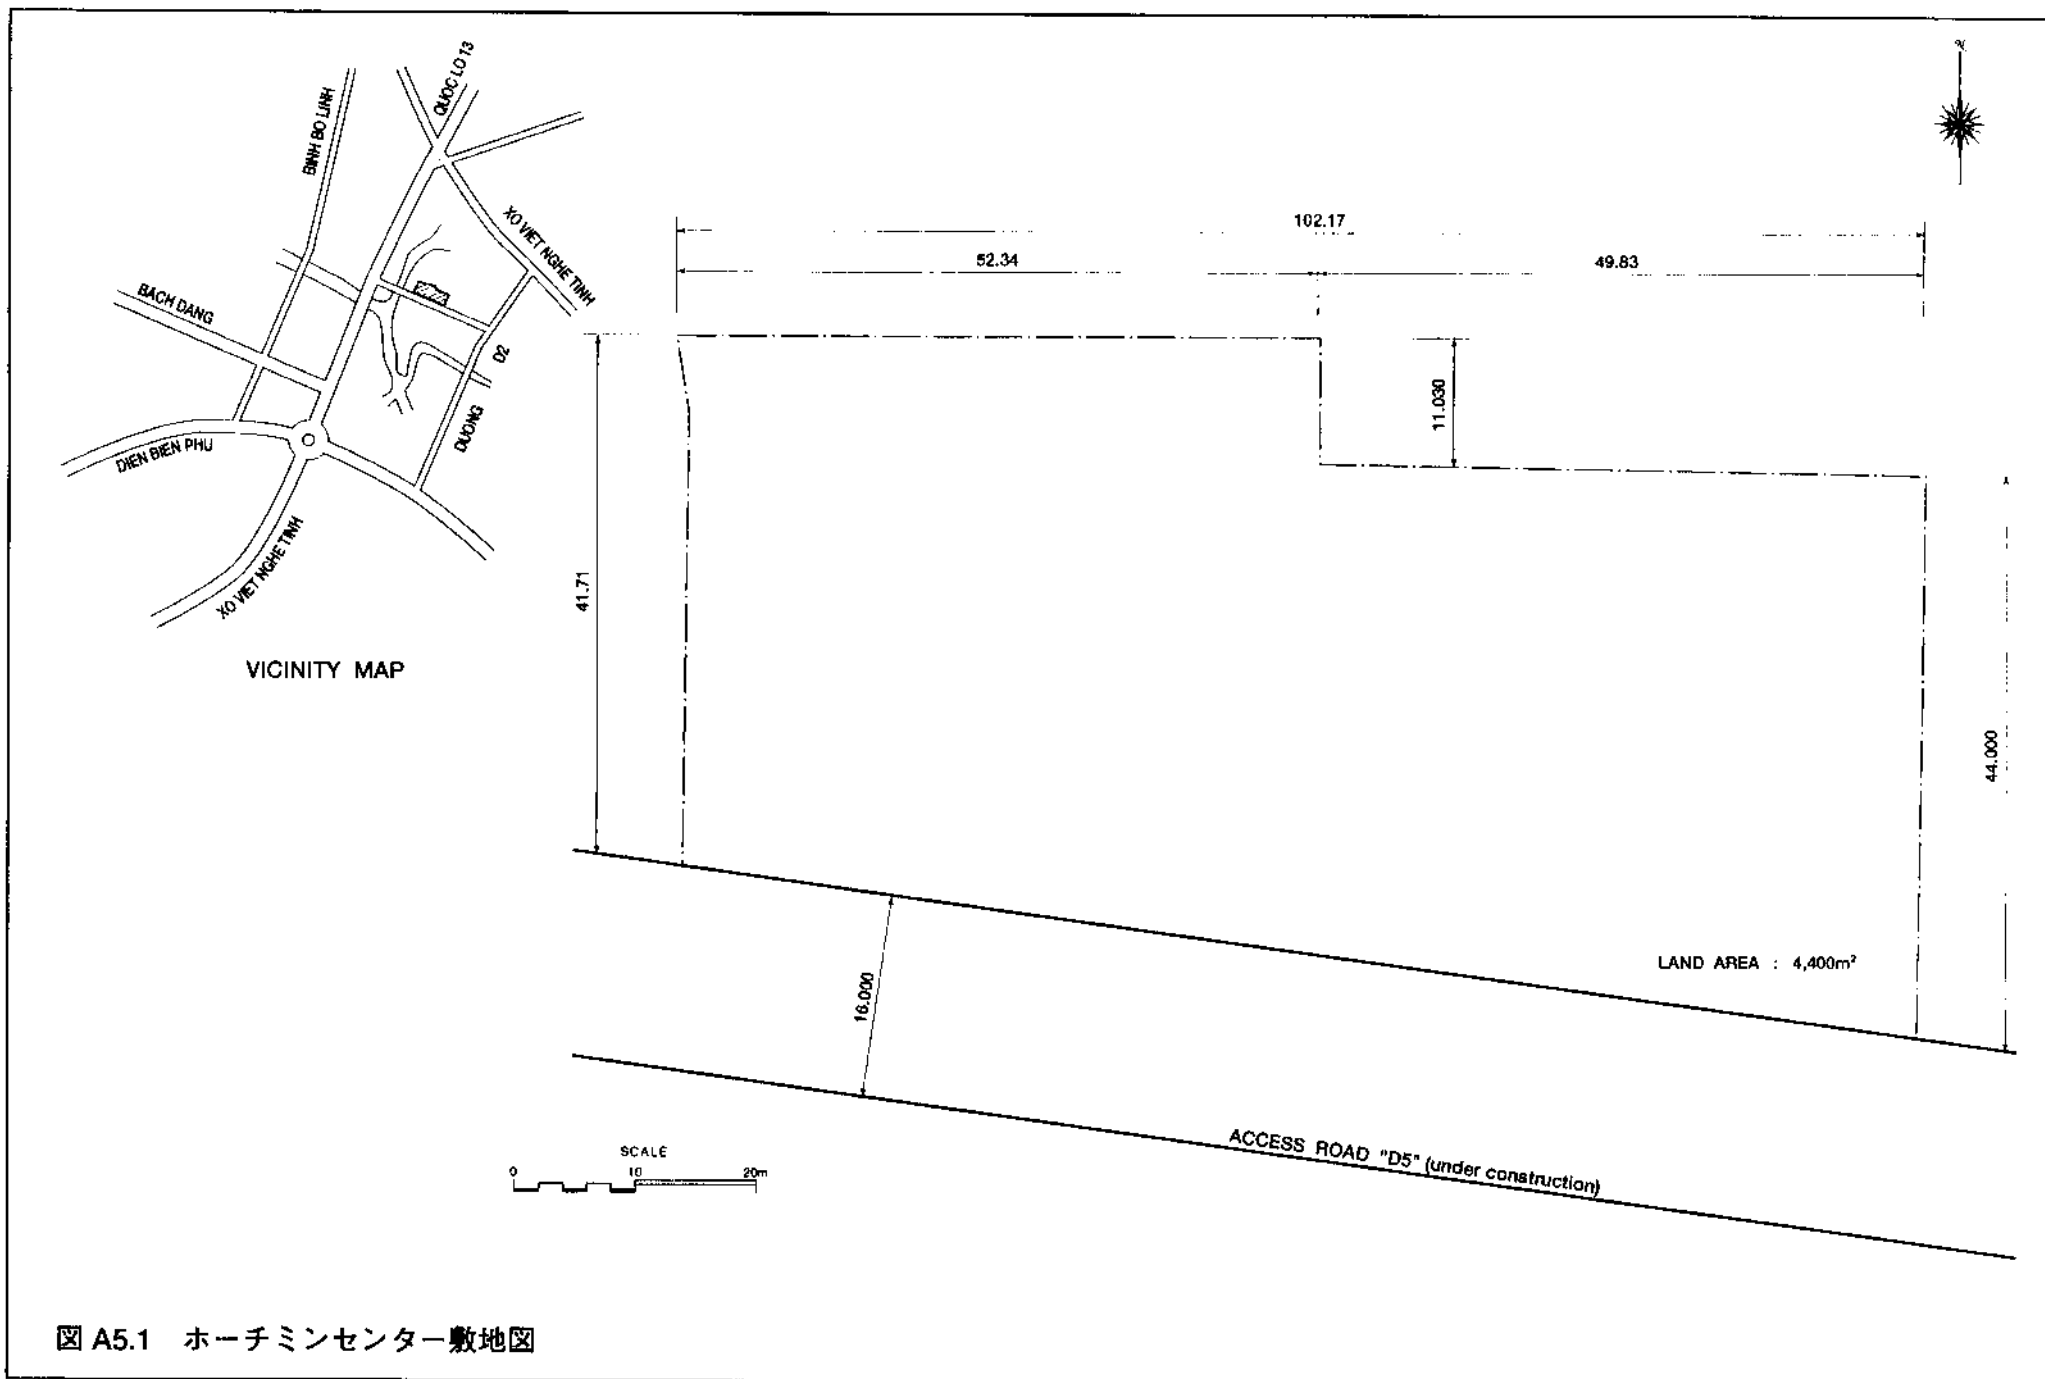 QUOC LO 13
BINH BO LINH
XO VIET NGHE TINH
BACH DANG
D2
DUONG
DIEN BIEN PHU
XO VIET NGHE TINH
VICINITY MAP
N
102.17
52.34
49.83
11.030
41.71
44.000
LAND AREA : 4,400m²
16.000
ACCESS ROAD "D5" (under construction)
SCALE
0 10 20m
図 A5.1 ホーチミンセンター敷地図